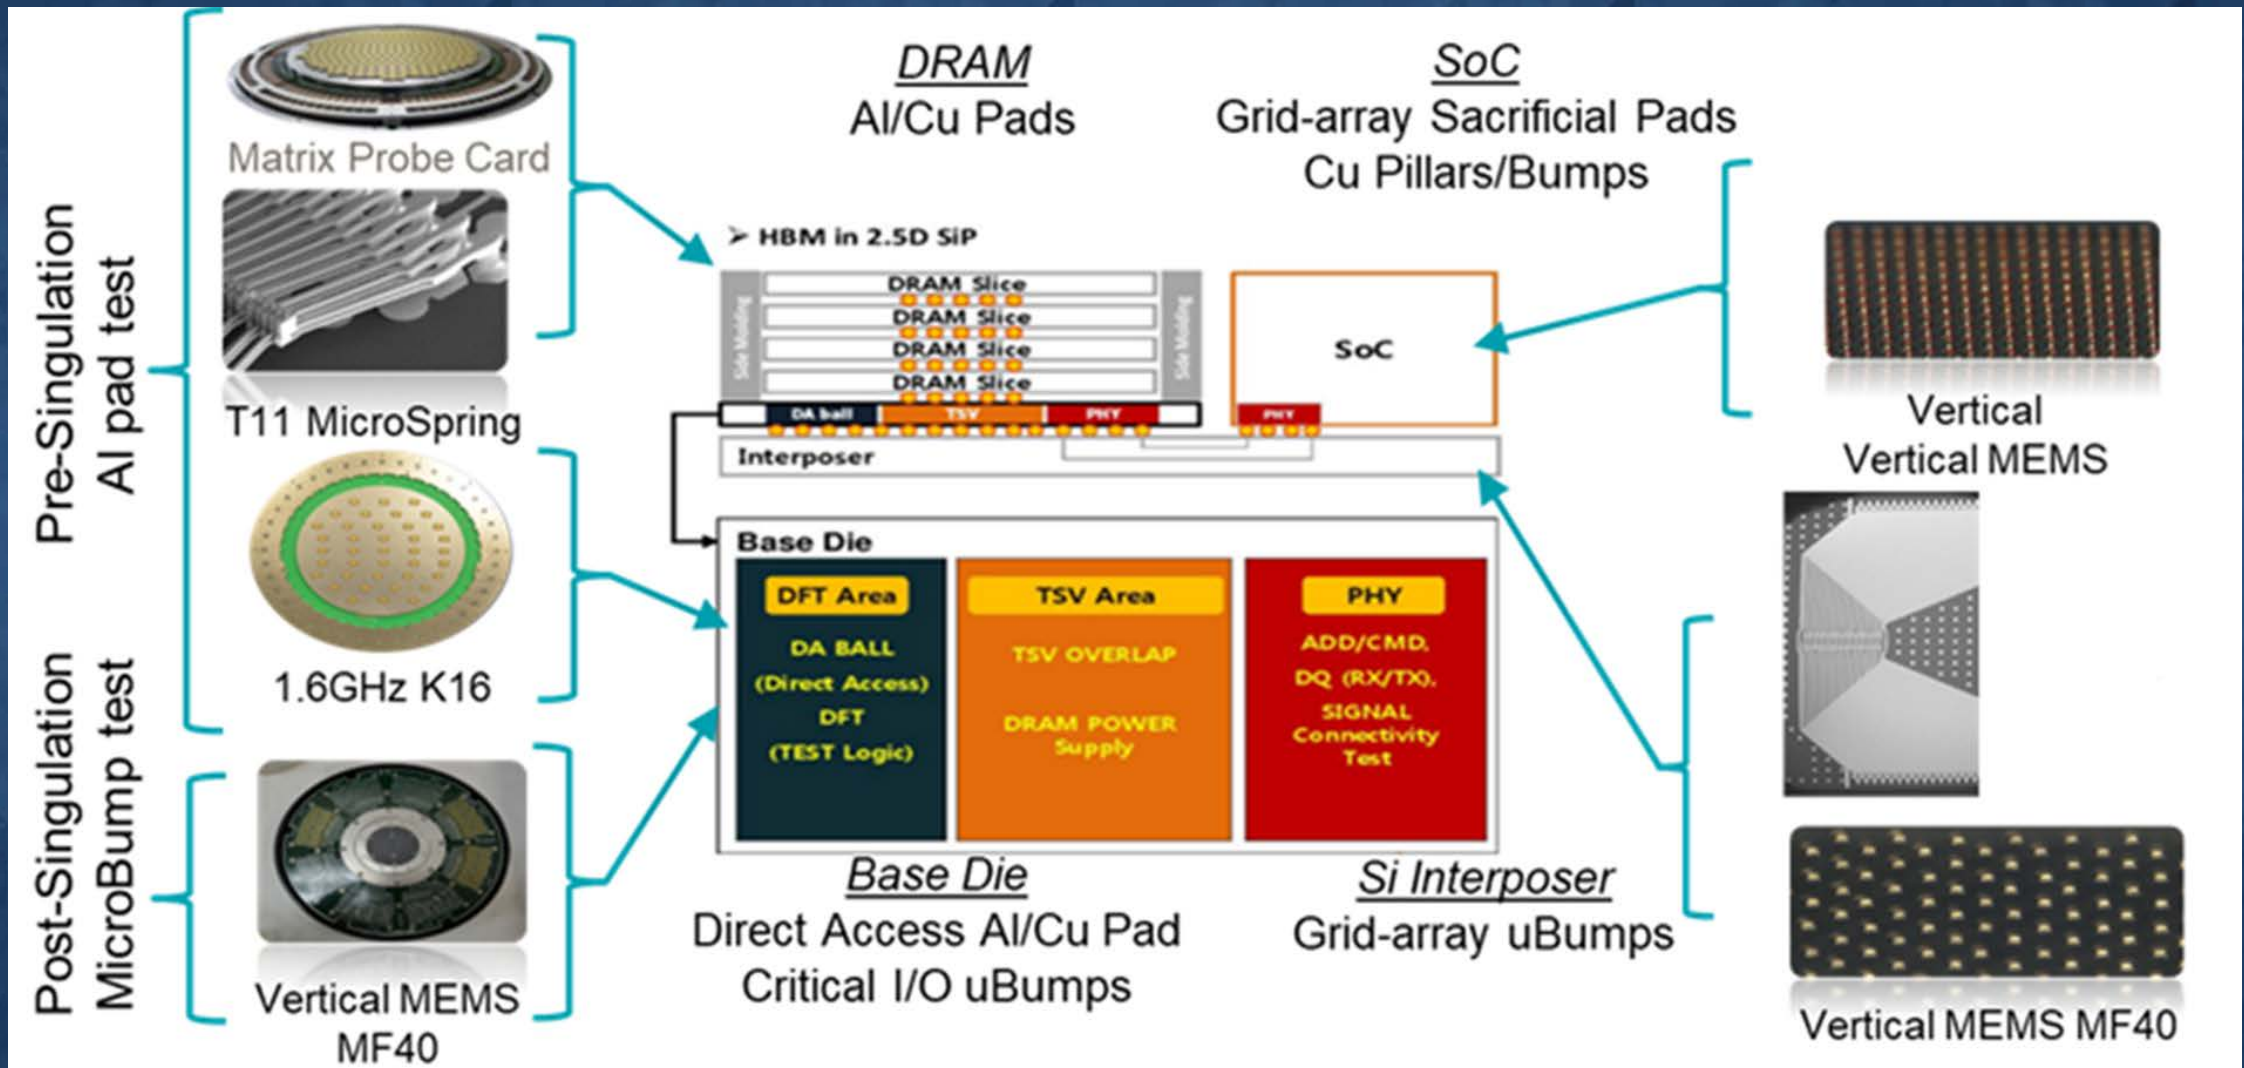 Pre-Singulation
Al pad test
Post-Singulation
MicroBump test
Matrix Probe Card
T11 MicroSpring
1.6GHz K16
Vertical MEMS
MF40
DRAM
Al/Cu Pads
SoC
Grid-array Sacrificial Pads
Cu Pillars/Bumps
➢ HBM in 2.5D SiP
Side Molding
DRAM Slice
DRAM Slice
DRAM Slice
DRAM Slice
Side Molding
DA ball
TSV
PHY
SoC
PHY
Interposer
Base Die
DFT Area
DA BALL
(Direct Access)
DFT
(TEST Logic)
TSV Area
TSV OVERLAP
DRAM POWER
Supply
PHY
ADD/CMD,
DQ (RX/TX),
SIGNAL
Connectivity
Test
Base Die
Direct Access Al/Cu Pad
Critical I/O uBumps
Si Interposer
Grid-array uBumps
Vertical
Vertical MEMS
Vertical MEMS MF40